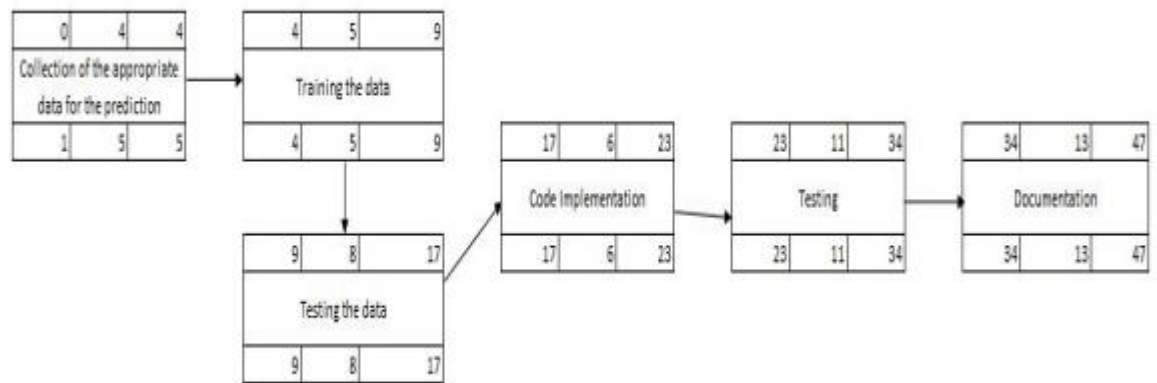 0 4 4
Collection of the appropriate
data for the prediction
1 5 5
4 5 9
Training the data
4 5 9
9 8 17
Testing the data
9 8 17
17 6 23
Code Implementation
17 6 23
23 11 34
Testing
23 11 34
34 13 47
Documentation
34 13 47